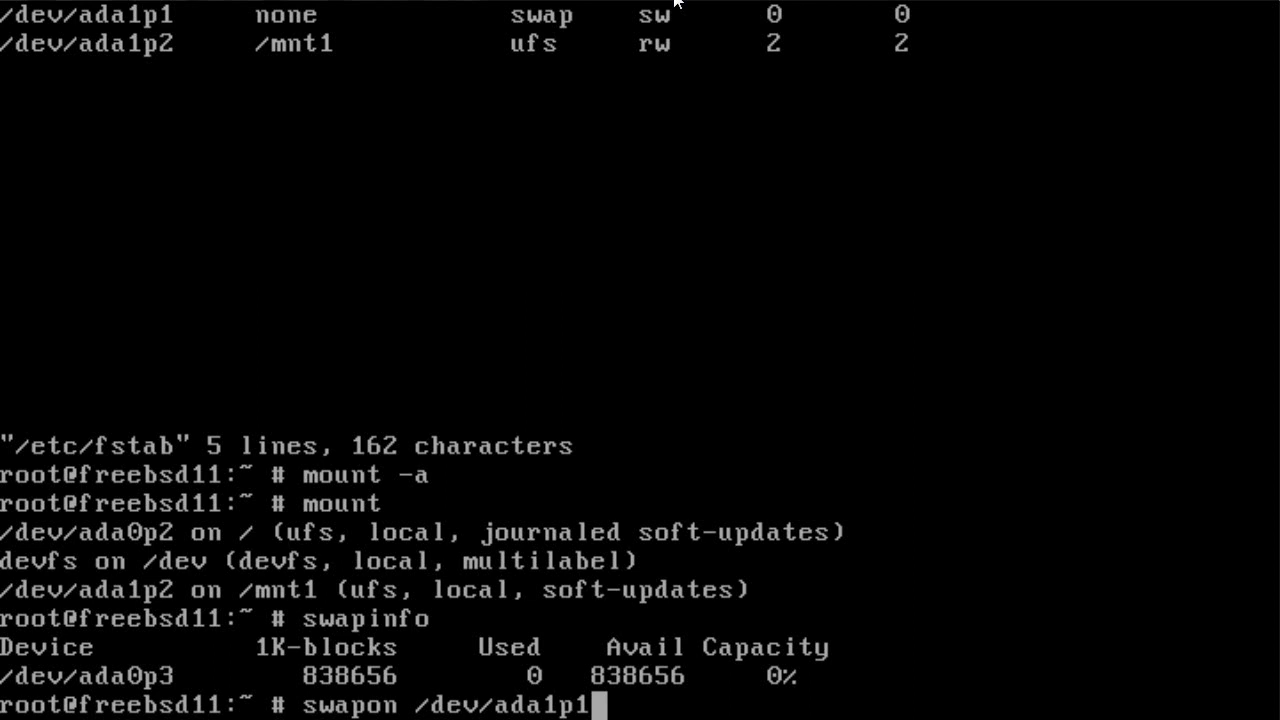 /dev/ada1p1 none swap sw 0 0
/dev/ada1p2 /mnt1 ufs rw 2 2
"/etc/fstab" 5 lines, 162 characters
root@freebsd11:~ # mount -a
root@freebsd11:~ # mount
/dev/ada0p2 on / (ufs, local, journaled soft-updates)
devfs on /dev (devfs, local, multilabel)
/dev/ada1p2 on /mnt1 (ufs, local, soft-updates)
root@freebsd11:~ # swapinfo
Device 1K-blocks Used Avail Capacity
/dev/ada0p3 838656 0 838656 0%
root@freebsd11:~ # swapon /dev/ada1p1